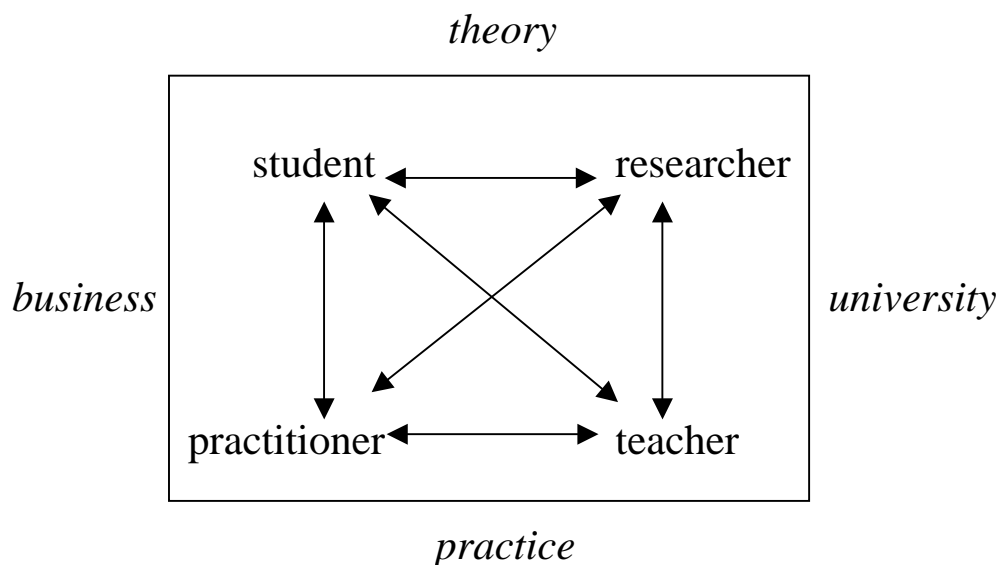 theory
student researcher
business university
practitioner teacher
practice